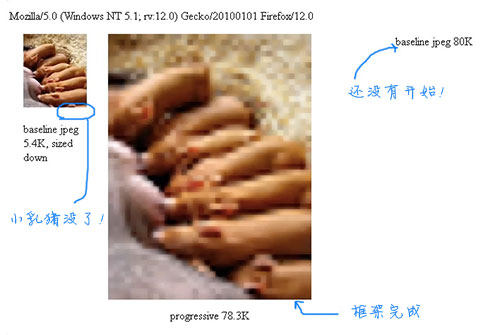 Mozilla/5.0 (Windows NT 5.1; rv:12.0) Gecko/20100101 Firefox/12.0
baseline jpeg 80K
还没有开始!
baseline jpeg
5.4K, sized
down
小乳猪没了!
框架完成
progressive 78.3K